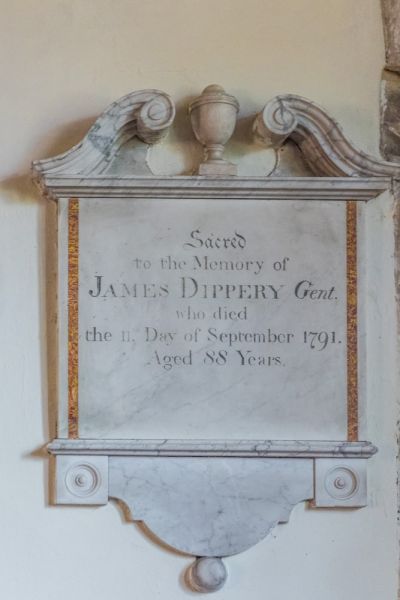 Sacred
to the Memory of
JAMES DIPPERY Gent.
who died
the 11. Day of September 1791.
Aged 88 Years.